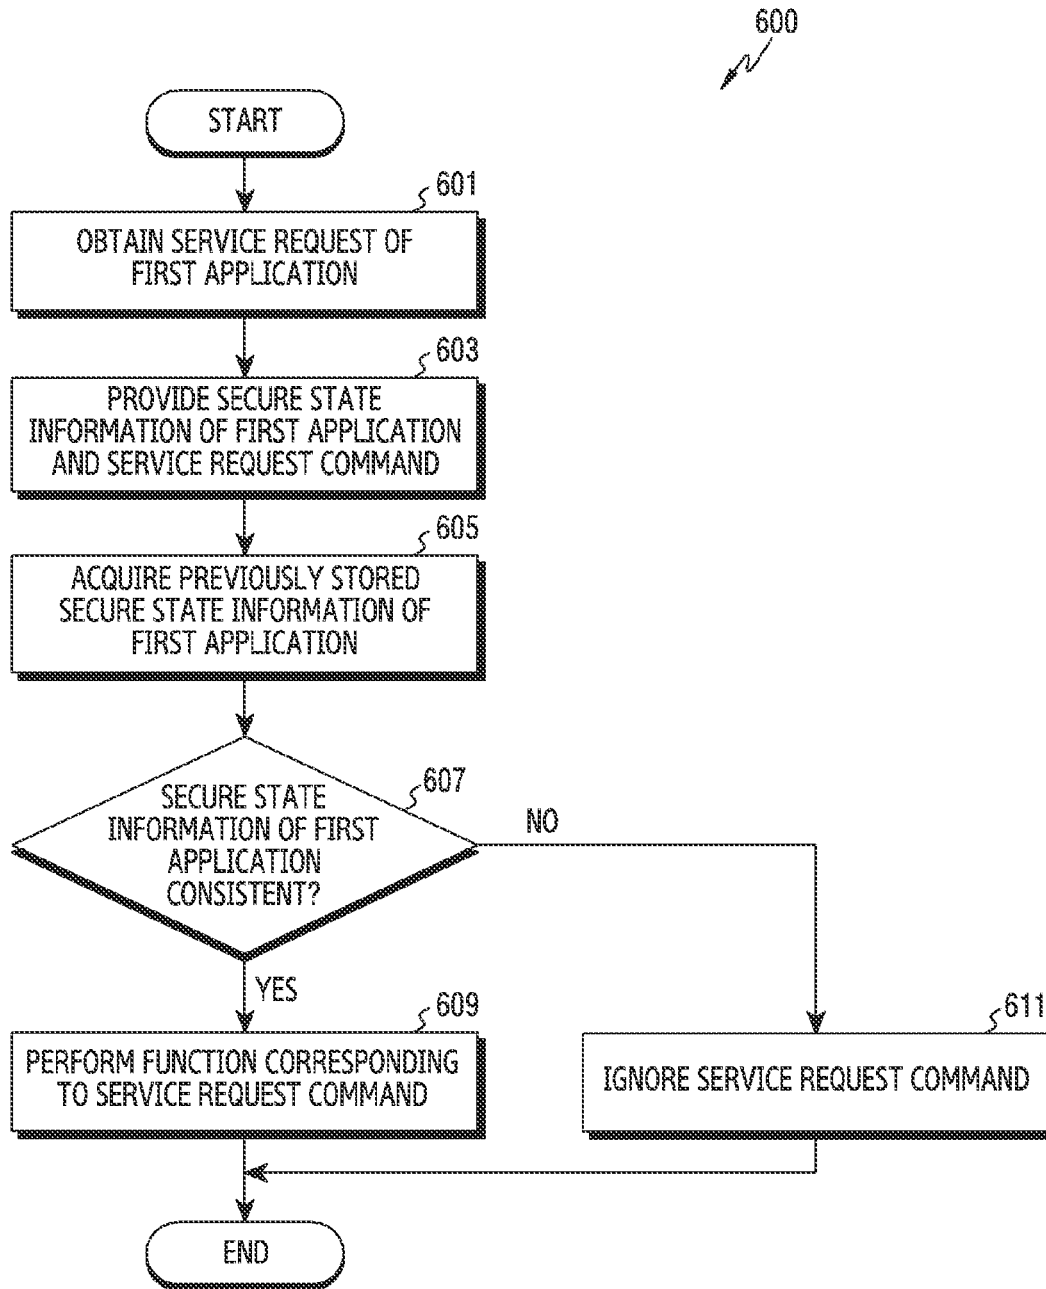 600
START
601
OBTAIN SERVICE REQUEST OF
FIRST APPLICATION
603
PROVIDE SECURE STATE
INFORMATION OF FIRST APPLICATION
AND SERVICE REQUEST COMMAND
605
ACQUIRE PREVIOUSLY STORED
SECURE STATE INFORMATION OF
FIRST APPLICATION
607
SECURE STATE
INFORMATION OF FIRST
APPLICATION
CONSISTENT?
NO
YES
609
PERFORM FUNCTION CORRESPONDING
TO SERVICE REQUEST COMMAND
611
IGNORE SERVICE REQUEST COMMAND
END